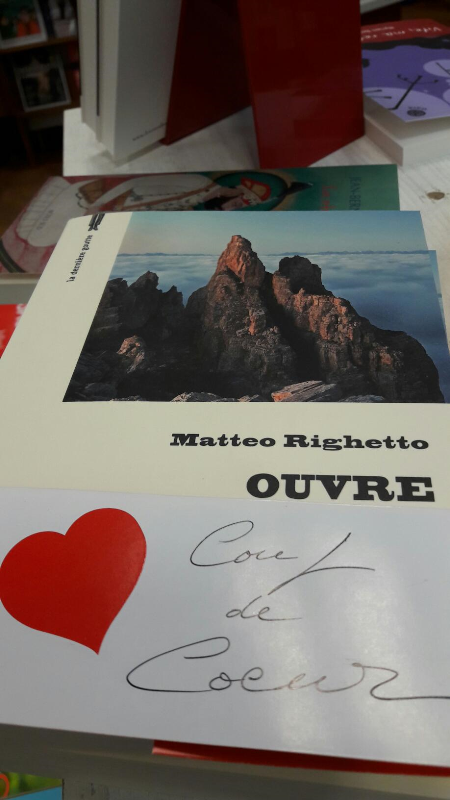 la dernière goutte
Matteo Righetto
OUVRE
Coup
de
Coeur